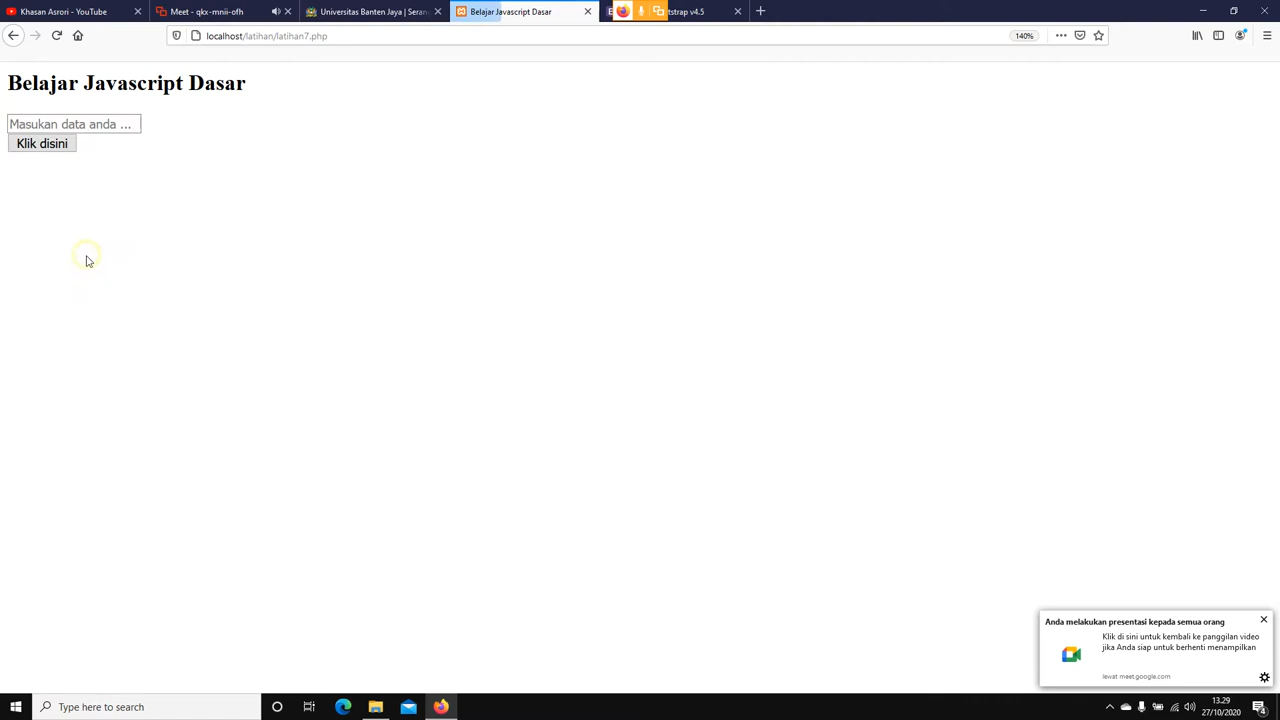 Khasan Asrori - YouTube
Meet - qkx-mnii-ofh
Universitas Banten Jaya | Seran
Belajar Javascript Dasar
tstrap v4.5
localhost/latihan/latihan7.php
140%
Belajar Javascript Dasar
Masukan data anda ...
Klik disini
Anda melakukan presentasi kepada semua orang
Klik di sini untuk kembali ke panggilan video
jika Anda siap untuk berhenti menampilkan
lewat meet.google.com
Type here to search
13.29
27/10/2020
4